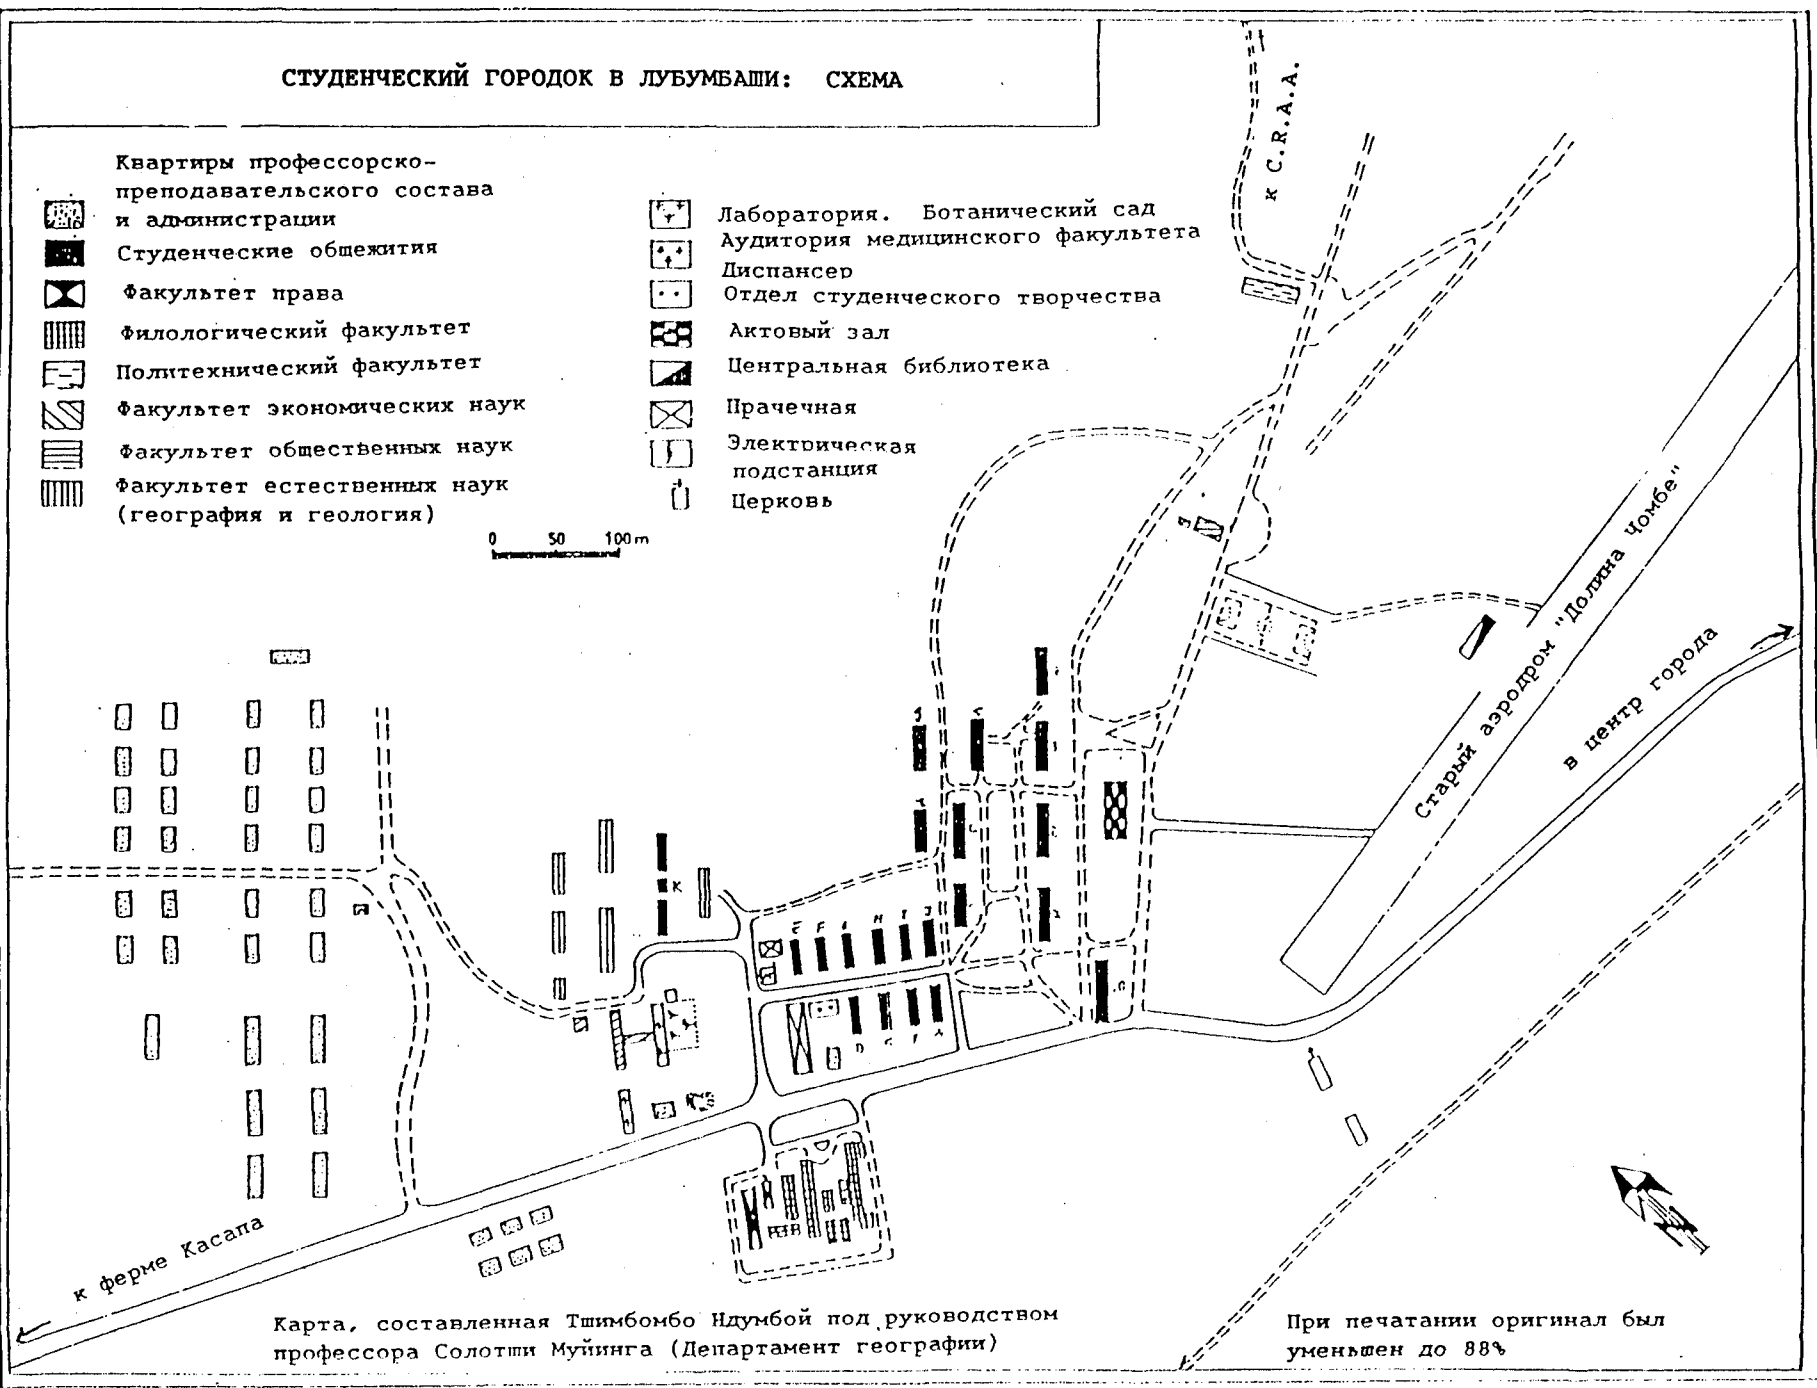 СТУДЕНЧЕСКИЙ ГОРОДОК В ЛУБУМБАШИ: СХЕМА
Квартиры профессорско-
преподавательского состава
и администрации
Студенческие общежития
Факультет права
Филологический факультет
Политехнический факультет
Факультет экономических наук
Факультет общественных наук
Факультет естественных наук
(география и геология)
Лаборатория. Ботанический сад
Аудитория медицинского факультета
Диспансер
Отдел студенческого творчества
Актовый зал
Центральная библиотека
Прачечная
Электрическая
подстанция
Церковь
0 50 100 m
к C.R.A.A.
Старый аэродром "Долина Чомбе"
в центр города
K
E F H I J
D
A
к ферме Касапа
Карта, составленная Тшимбомбо Ндумбой под руководством
профессора Солотши Муйинга (Департамент географии)
При печатании оригинал был
уменьшен до 88%